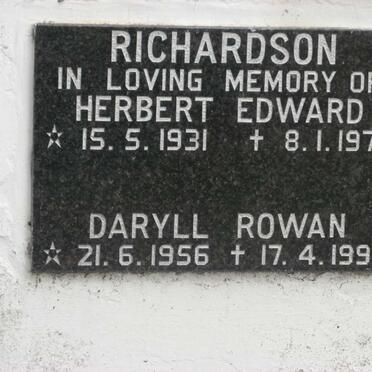 RICHARDSON
IN LOVING MEMORY OF
HERBERT EDWARD
☆ 15. 5. 1931 ✝ 8. 1. 197
DARYLL ROWAN
☆ 21. 6. 1956 ✝ 17. 4. 199